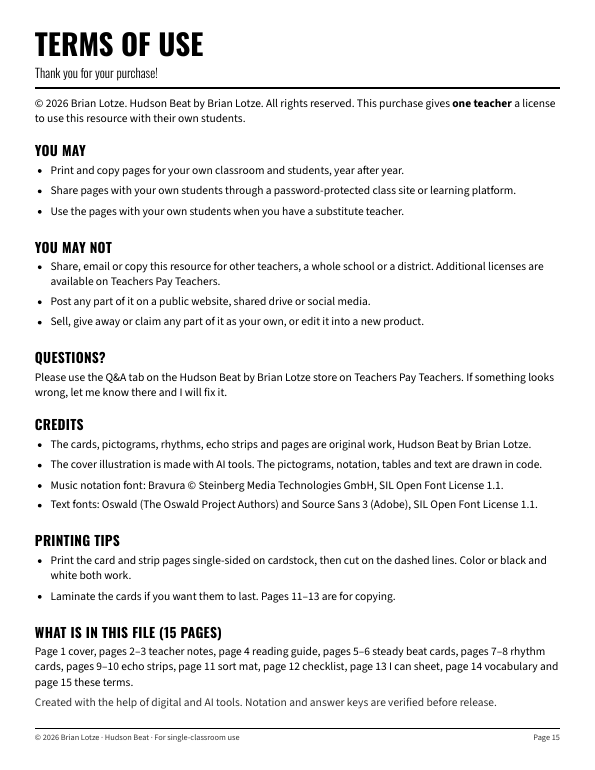 TERMS OF USE
Thank you for your purchase!
© 2026 Brian Lotze. Hudson Beat by Brian Lotze. All rights reserved. This purchase gives one teacher a license
to use this resource with their own students.
YOU MAY
• Print and copy pages for your own classroom and students, year after year.
• Share pages with your own students through a password-protected class site or learning platform.
• Use the pages with your own students when you have a substitute teacher.
YOU MAY NOT
• Share, email or copy this resource for other teachers, a whole school or a district. Additional licenses are
available on Teachers Pay Teachers.
• Post any part of it on a public website, shared drive or social media.
• Sell, give away or claim any part of it as your own, or edit it into a new product.
QUESTIONS?
Please use the Q&A tab on the Hudson Beat by Brian Lotze store on Teachers Pay Teachers. If something looks
wrong, let me know there and I will fix it.
CREDITS
• The cards, pictograms, rhythms, echo strips and pages are original work, Hudson Beat by Brian Lotze.
• The cover illustration is made with AI tools. The pictograms, notation, tables and text are drawn in code.
• Music notation font: Bravura © Steinberg Media Technologies GmbH, SIL Open Font License 1.1.
• Text fonts: Oswald (The Oswald Project Authors) and Source Sans 3 (Adobe), SIL Open Font License 1.1.
PRINTING TIPS
• Print the card and strip pages single-sided on cardstock, then cut on the dashed lines. Color or black and
white both work.
• Laminate the cards if you want them to last. Pages 11–13 are for copying.
WHAT IS IN THIS FILE (15 PAGES)
Page 1 cover, pages 2–3 teacher notes, page 4 reading guide, pages 5–6 steady beat cards, pages 7–8 rhythm
cards, pages 9–10 echo strips, page 11 sort mat, page 12 checklist, page 13 I can sheet, page 14 vocabulary and
page 15 these terms.
Created with the help of digital and AI tools. Notation and answer keys are verified before release.
© 2026 Brian Lotze · Hudson Beat · For single-classroom use
Page 15